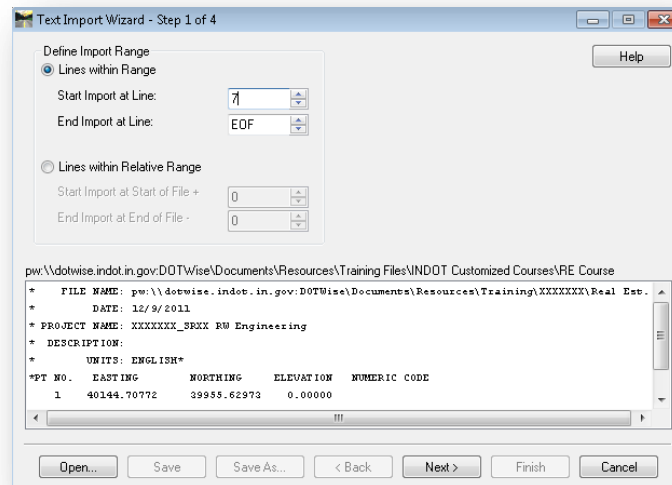 Text Import Wizard - Step 1 of 4
Define Import Range
Lines within Range
Help
Start Import at Line: 7
End Import at Line: EOF
Lines within Relative Range
Start Import at Start of File + 0
End Import at End of File - 0
pw:\\dotwise.indot.in.gov:DOTWise\Documents\Resources\Training Files\INDOT Customized Courses\RE Course
* FILE NAME: pw:\\dotwise.indot.in.gov:DOTWise\Documents\Resources\Training\XXXXXXX\Real Est.
* DATE: 12/9/2011
* PROJECT NAME: XXXXXXX_SRXX RW Engineering
* DESCRIPTION:
* UNITS: ENGLISH*
*PT NO. EASTING NORTHING ELEVATION NUMERIC CODE
1 40144.70772 39955.62973 0.00000
Open... Save Save As... < Back Next > Finish Cancel